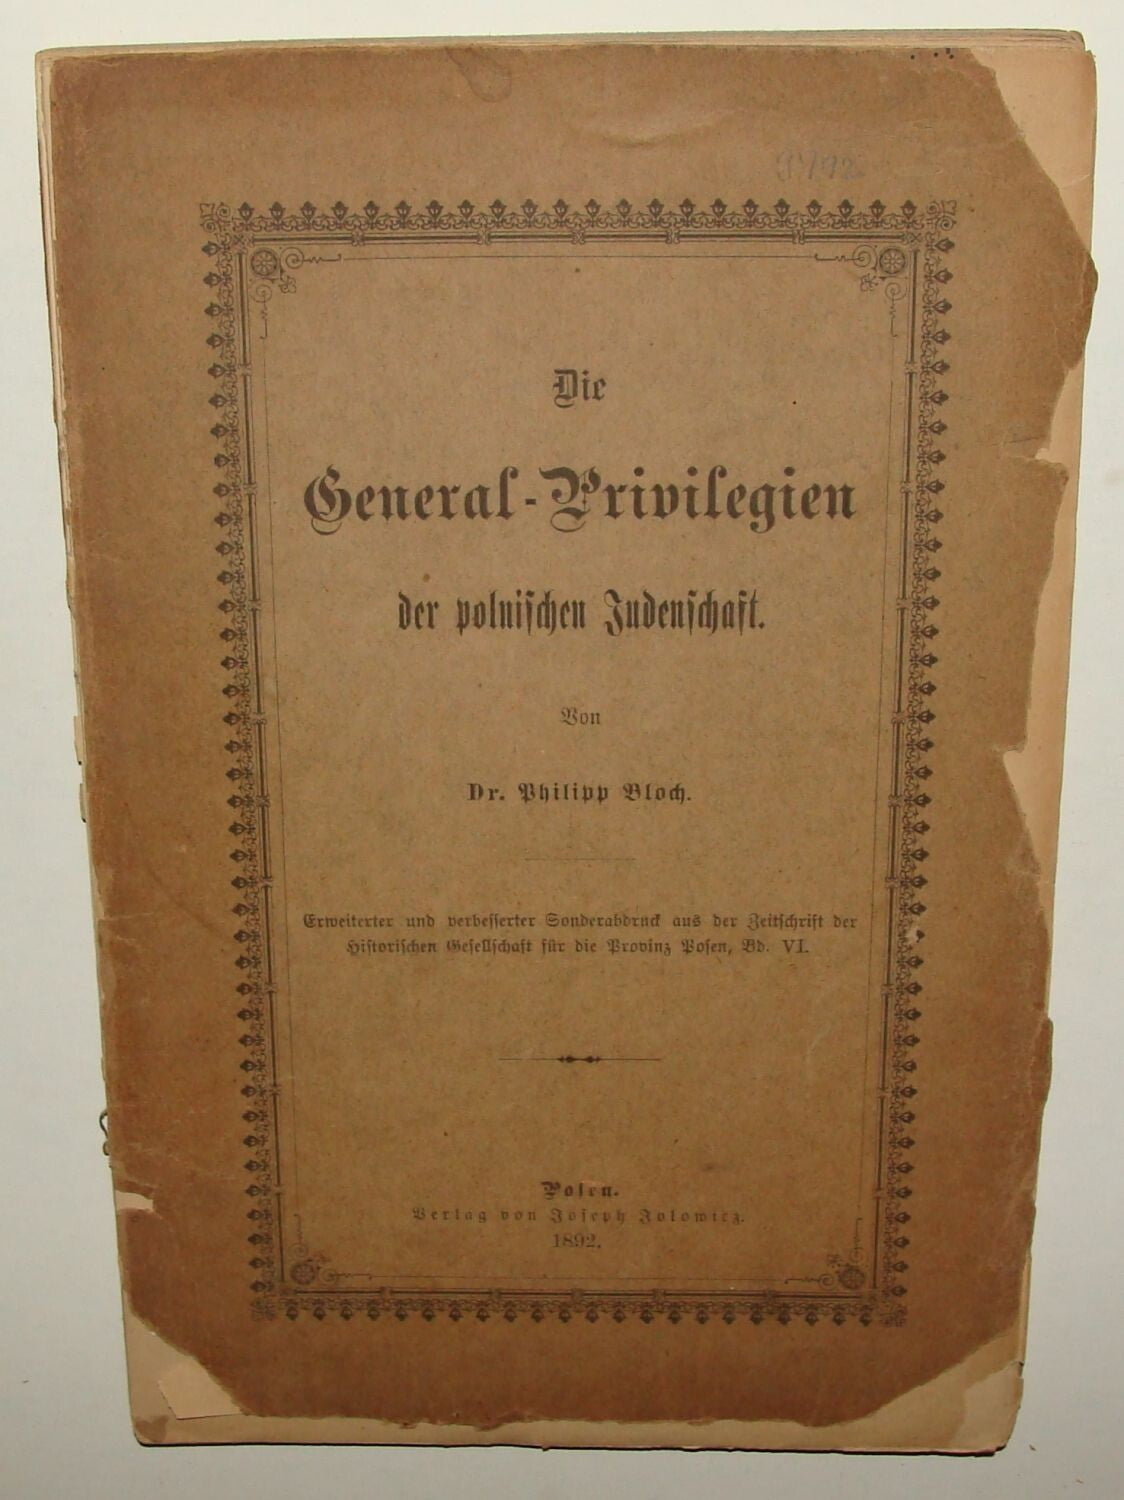 Die
General-Privilegien
der polnischen Judenschaft.
Von
Dr. Philipp Bloch.
Erweiterter und verbesserter Sonderabdruck aus der Zeitschrift der
Historischen Gesellschaft für die Provinz Posen, Bd. VI.
Posen.
Verlag von Joseph Jolowicz.
1892.